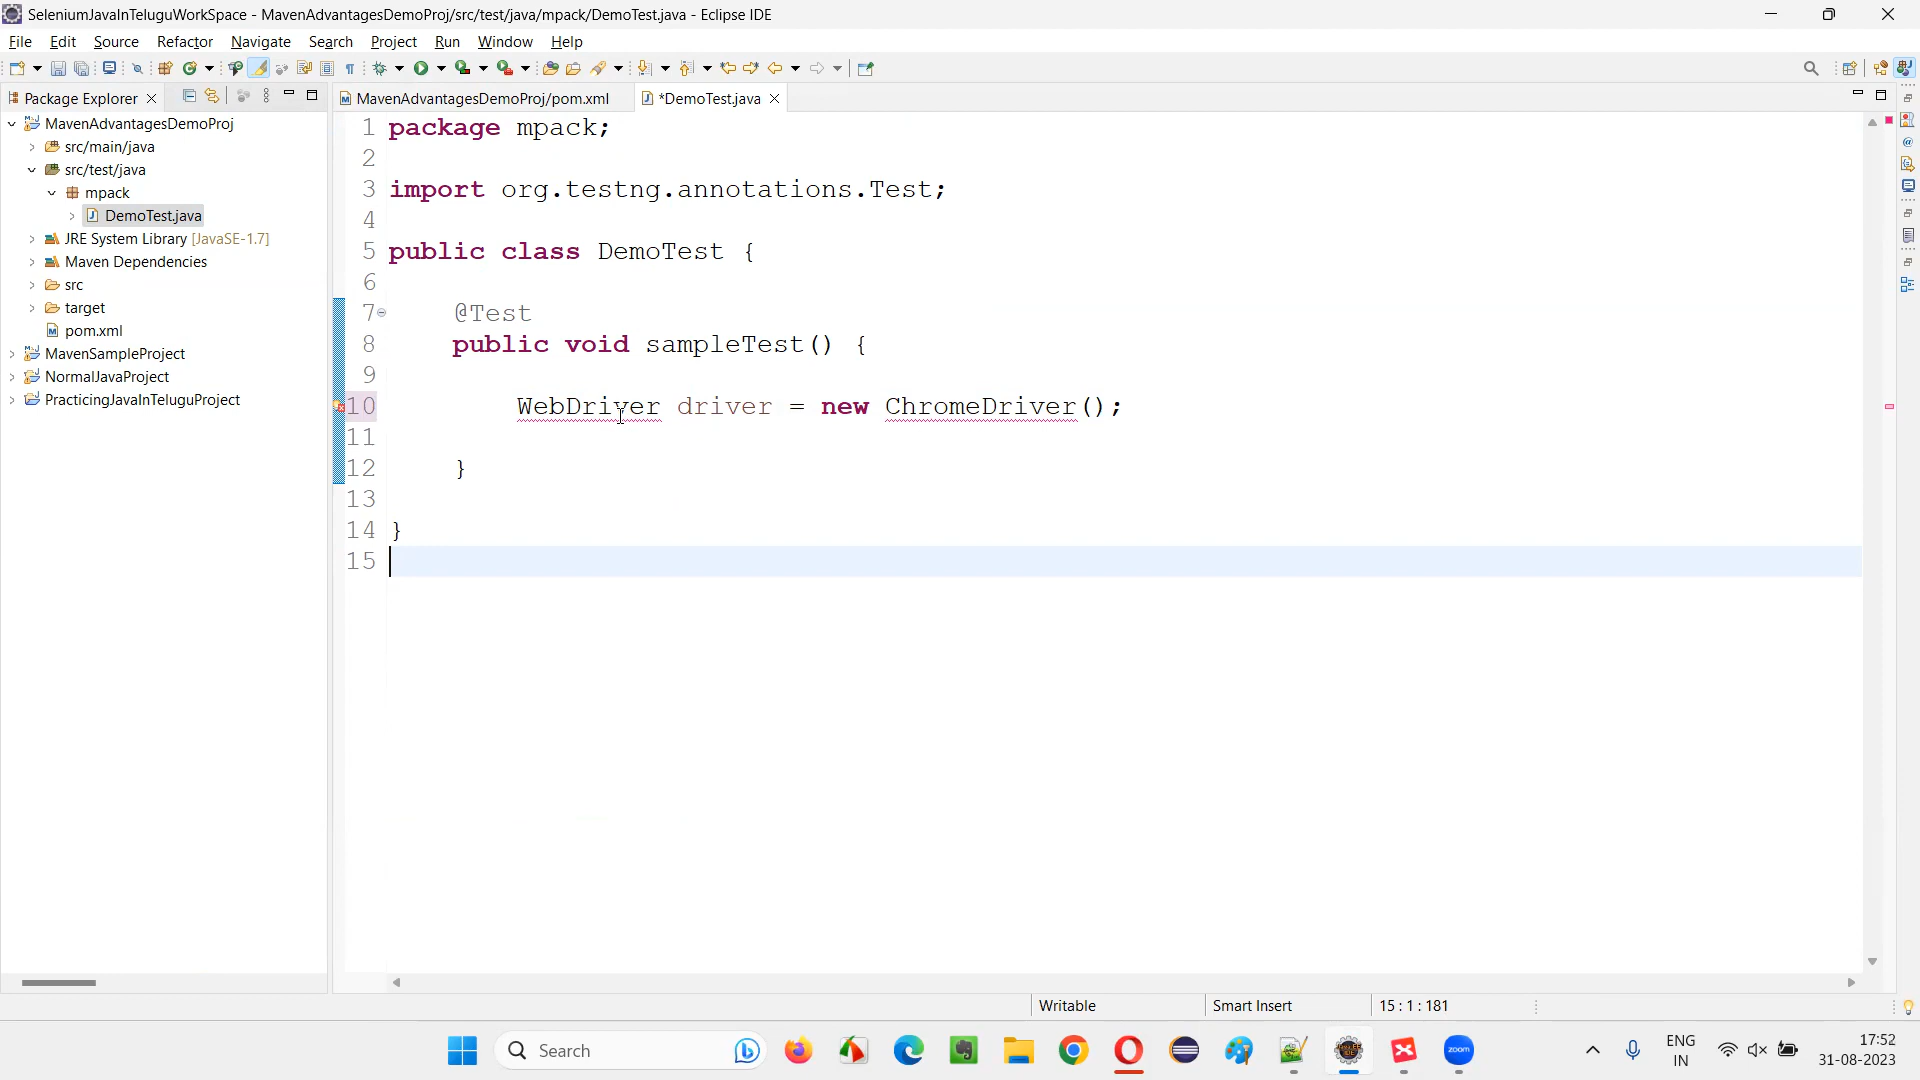 SeleniumJavaInTeluguWorkSpace - MavenAdvantagesDemoProj/src/test/java/mpack/DemoTest.java - Eclipse IDE
File Edit Source Refactor Navigate Search Project Run Window Help
Package Explorer
MavenAdvantagesDemoProj/pom.xml
*DemoTest.java
MavenAdvantagesDemoProj
src/main/java
src/test/java
mpack
DemoTest.java
JRE System Library [JavaSE-1.7]
Maven Dependencies
src
target
pom.xml
MavenSampleProject
NormalJavaProject
PracticingJavaInTeluguProject
1 package mpack;
2
3 import org.testng.annotations.Test;
4
5 public class DemoTest {
6
7 @Test
8 public void sampleTest() {
9
10 WebDriver driver = new ChromeDriver();
11
12 }
13
14 }
15
Writable
Smart Insert
15 : 1 : 181
Search
zoom
ENG
IN
17:52
31-08-2023